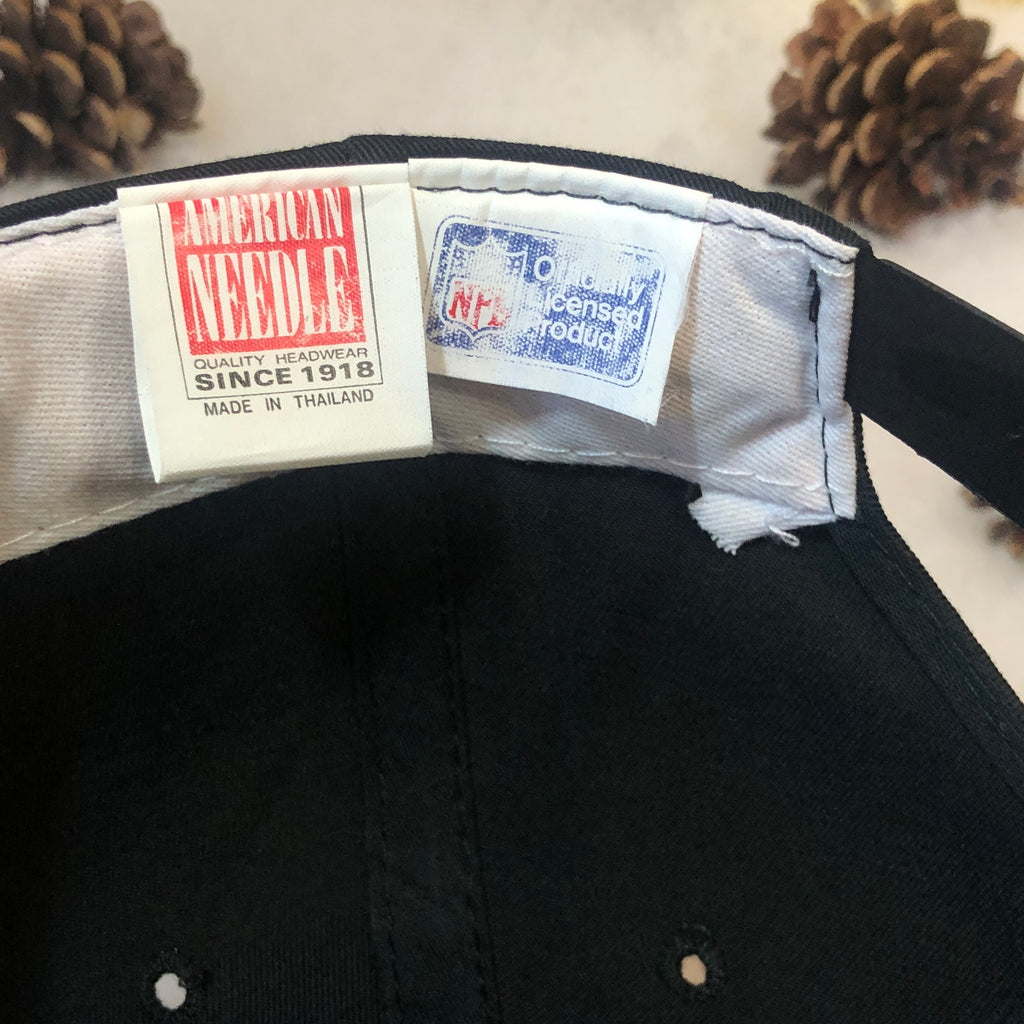 AMERICAN
NEEDLE
QUALITY HEADWEAR
SINCE 1918
MADE IN THAILAND
NFL
Officially
Licensed
Product